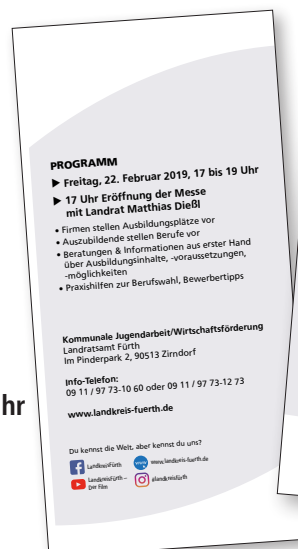 PROGRAMM
▶ Freitag, 22. Februar 2019, 17 bis 19 Uhr
▶ 17 Uhr Eröffnung der Messe
mit Landrat Matthias Dießl
• Firmen stellen Ausbildungsplätze vor
• Auszubildende stellen Berufe vor
• Beratungen & Informationen aus erster Hand
über Ausbildungsinhalte, -voraussetzungen,
-möglichkeiten
• Praxishilfen zur Berufswahl, Bewerbertipps
Kommunale Jugendarbeit/Wirtschaftsförderung
Landratsamt Fürth
Im Pinderpark 2, 90513 Zirndorf
Info-Telefon:
09 11 / 97 73-10 60 oder 09 11 / 97 73-12 73
hr
www.landkreis-fuerth.de
Du kennst die Welt, aber kennst du uns?
LandkreisFürth www.landkreis-fuerth.de
LandkreisFürth –
Der Film
@landkreisfürth